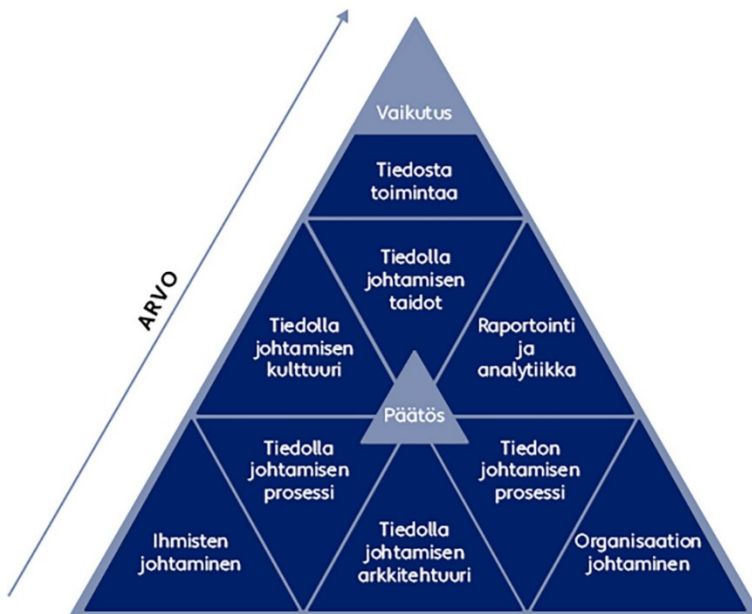 ARVO
Vaikutus
Tiedosta
toimintaa
Tiedolla
johtamisen
taidot
Tiedolla
johtamisen
kulttuuri
Raportointi
ja
analytiikka
Päätös
Tiedolla
johtamisen
prosessi
Tiedon
johtamisen
prosessi
Ihmisten
johtaminen
Tiedolla
johtamisen
arkkitehtuuri
Organisaation
johtaminen